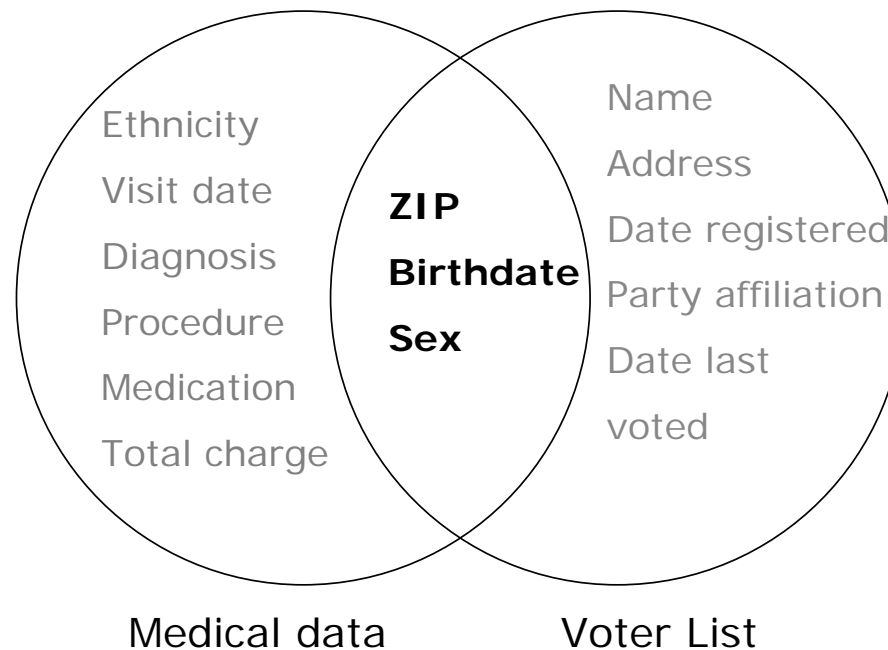 Ethnicity
Visit date
Diagnosis
Procedure
Medication
Total charge
ZIP
Birthdate
Sex
Name
Address
Date registered
Party affiliation
Date last
voted
Medical data
Voter List